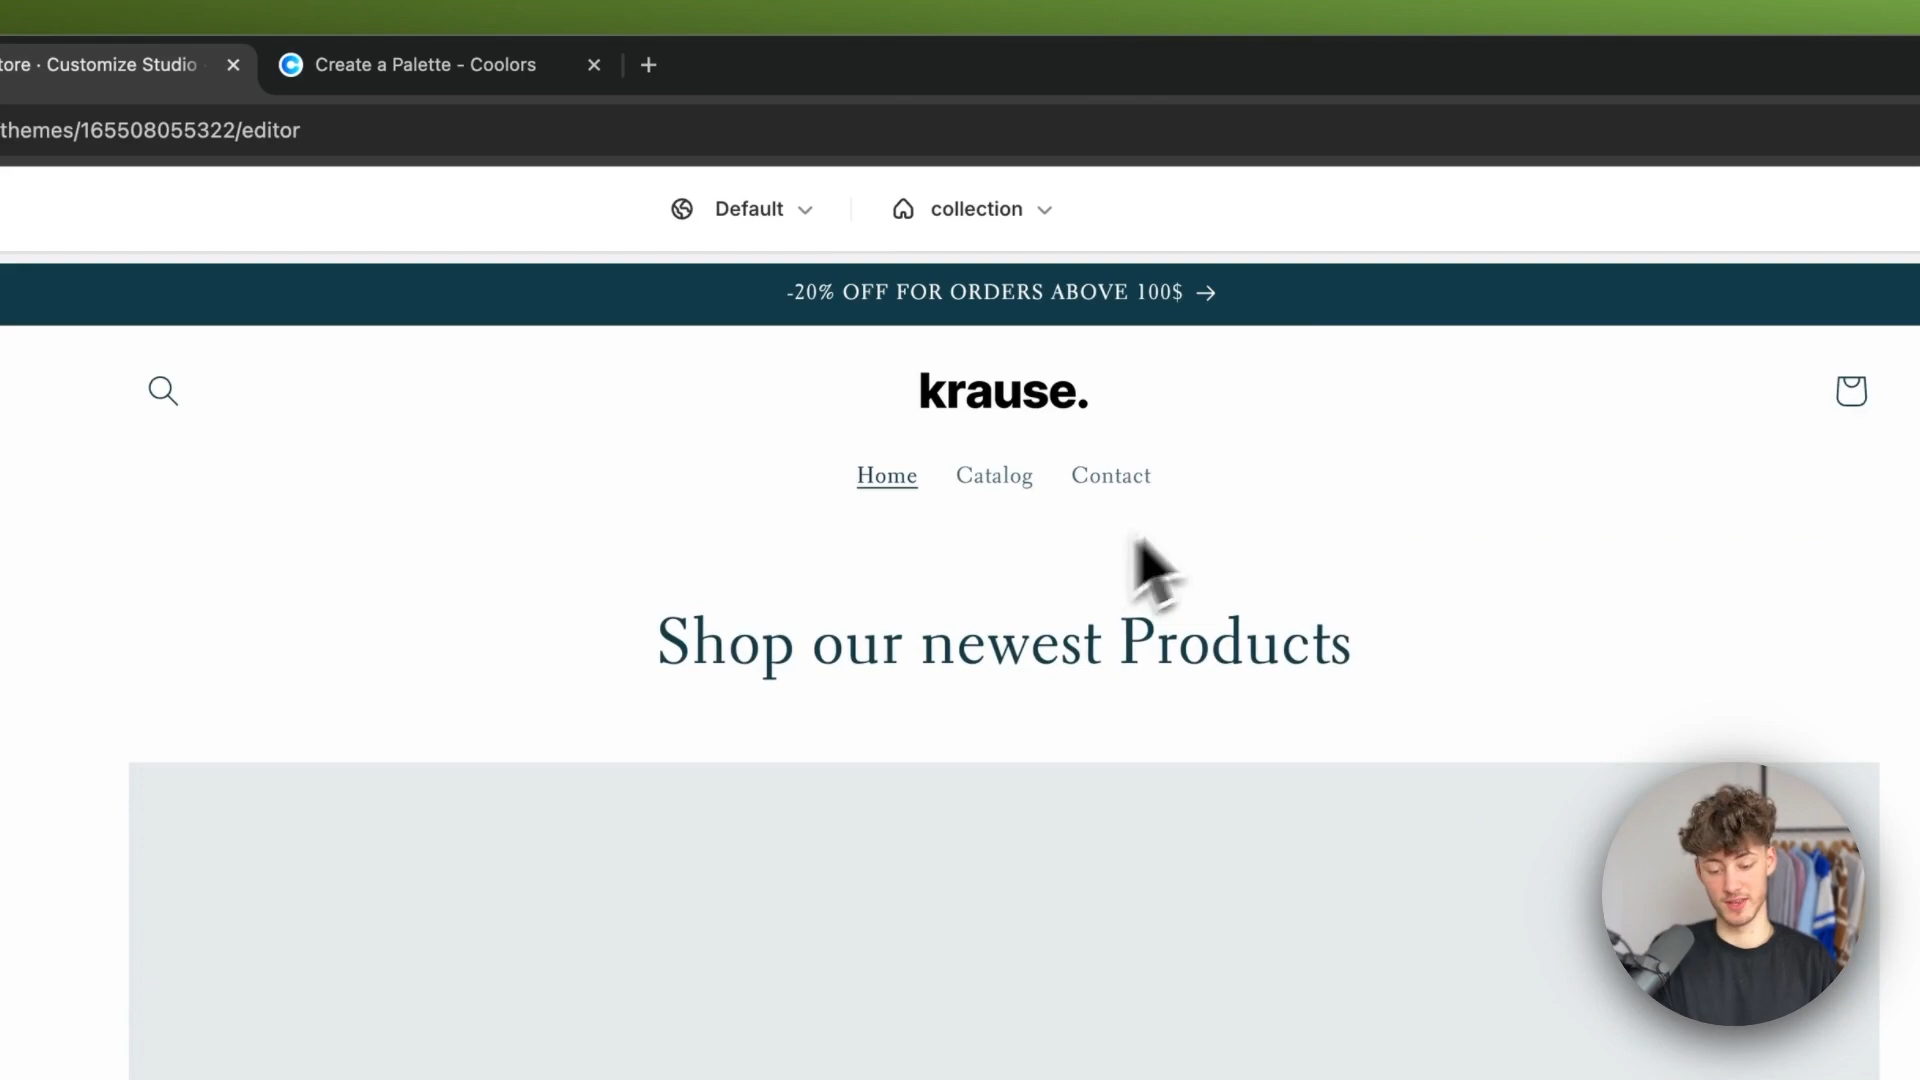 tore · Customize Studio
Create a Palette - Coolors
themes/165508055322/editor
Default
collection
-20% OFF FOR ORDERS ABOVE 100$ →
krause.
Home Catalog Contact
Shop our newest Products